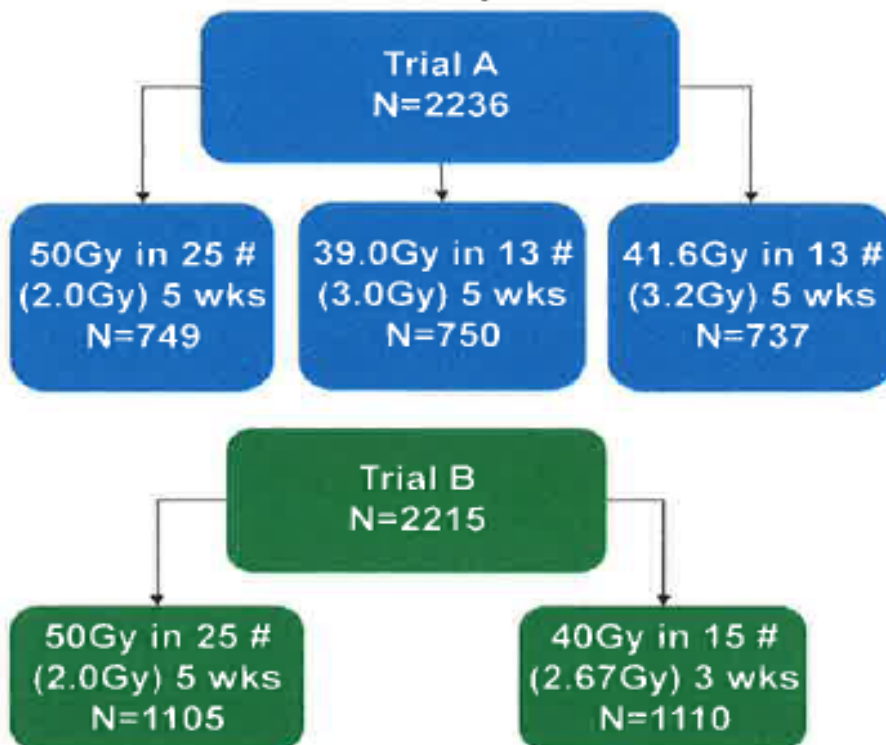 Trial A
N=2236
50Gy in 25 #
(2.0Gy) 5 wks
N=749
39.0Gy in 13 #
(3.0Gy) 5 wks
N=750
41.6Gy in 13 #
(3.2Gy) 5 wks
N=737
Trial B
N=2215
50Gy in 25 #
(2.0Gy) 5 wks
N=1105
40Gy in 15 #
(2.67Gy) 3 wks
N=1110